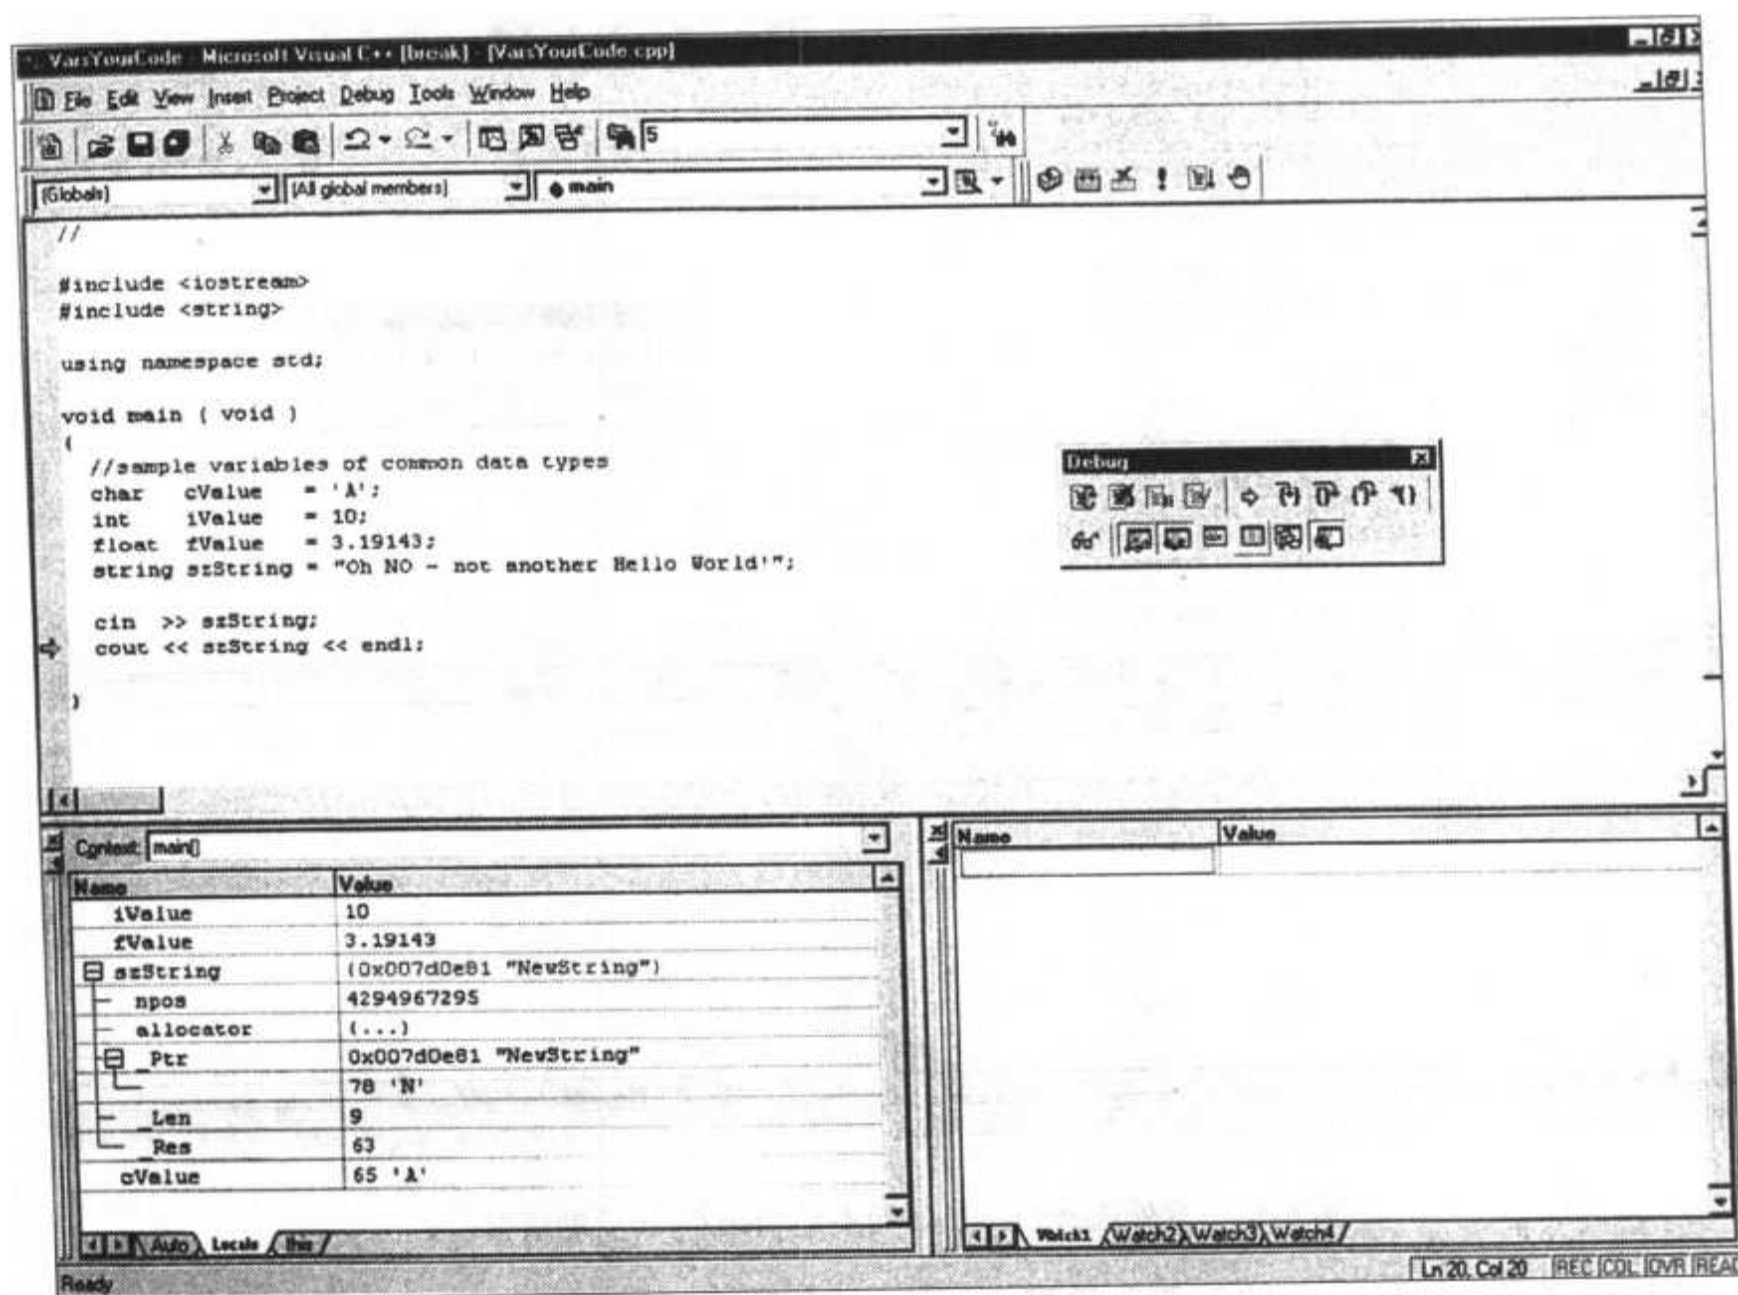 VarsYourCode - Microsoft Visual C++ [break] - [VarsYourCode.cpp]
File Edit View Insert Project Debug Tools Window Help
5
(Globals) (All global members) main
//
#include <iostream>
#include <string>
using namespace std;
void main ( void )
{
//sample variables of common data types
char cValue = 'A';
int iValue = 10;
float fValue = 3.19143;
string szString = "Oh NO - not another Hello World'";
cin >> szString;
cout << szString << endl;
}
Debug
Context: main()
Name Value
iValue 10
fValue 3.19143
szString (0x007d0e81 "NewString")
npos 4294967295
allocator (...)
_Ptr 0x007d0e81 "NewString"
78 'N'
_Len 9
_Res 63
cValue 65 'A'
Auto Locals this
Name Value
Watch1 Watch2 Watch3 Watch4
Ready
Ln 20, Col 20 REC COL OVR READ